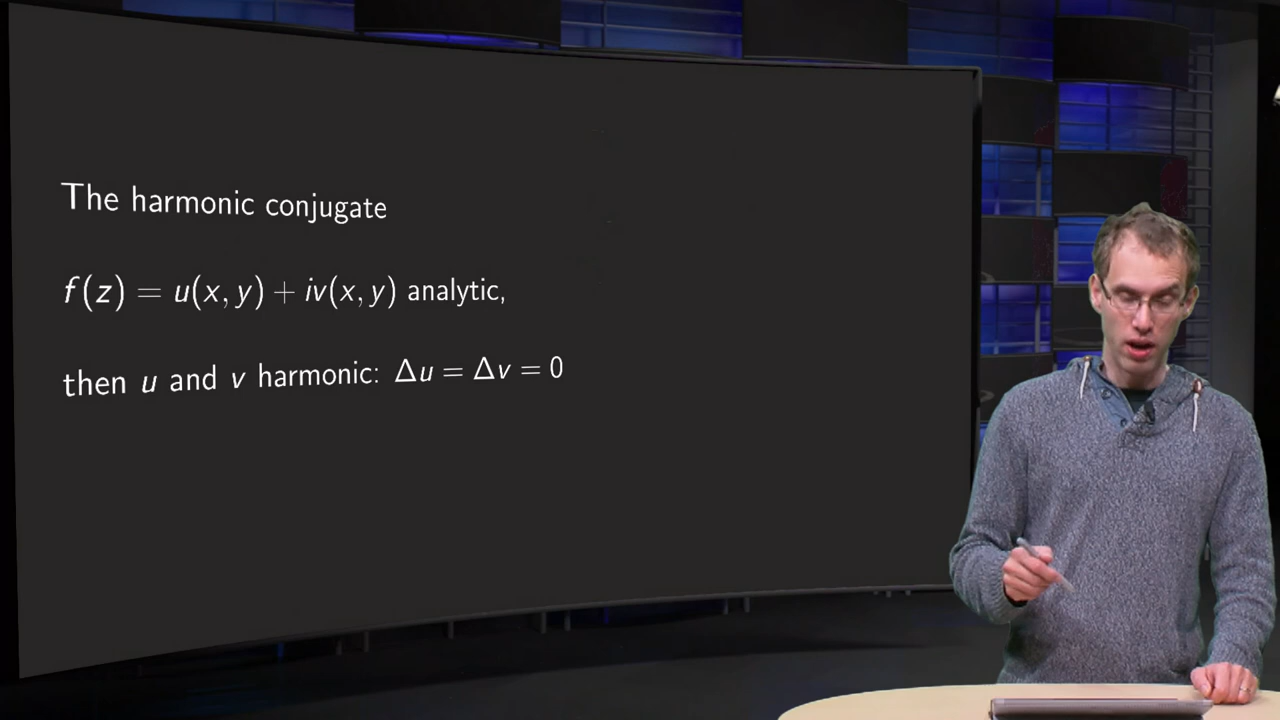 The harmonic conjugate
f(z) = u(x, y) + iv(x, y) analytic,
then u and v harmonic: Δu = Δv = 0